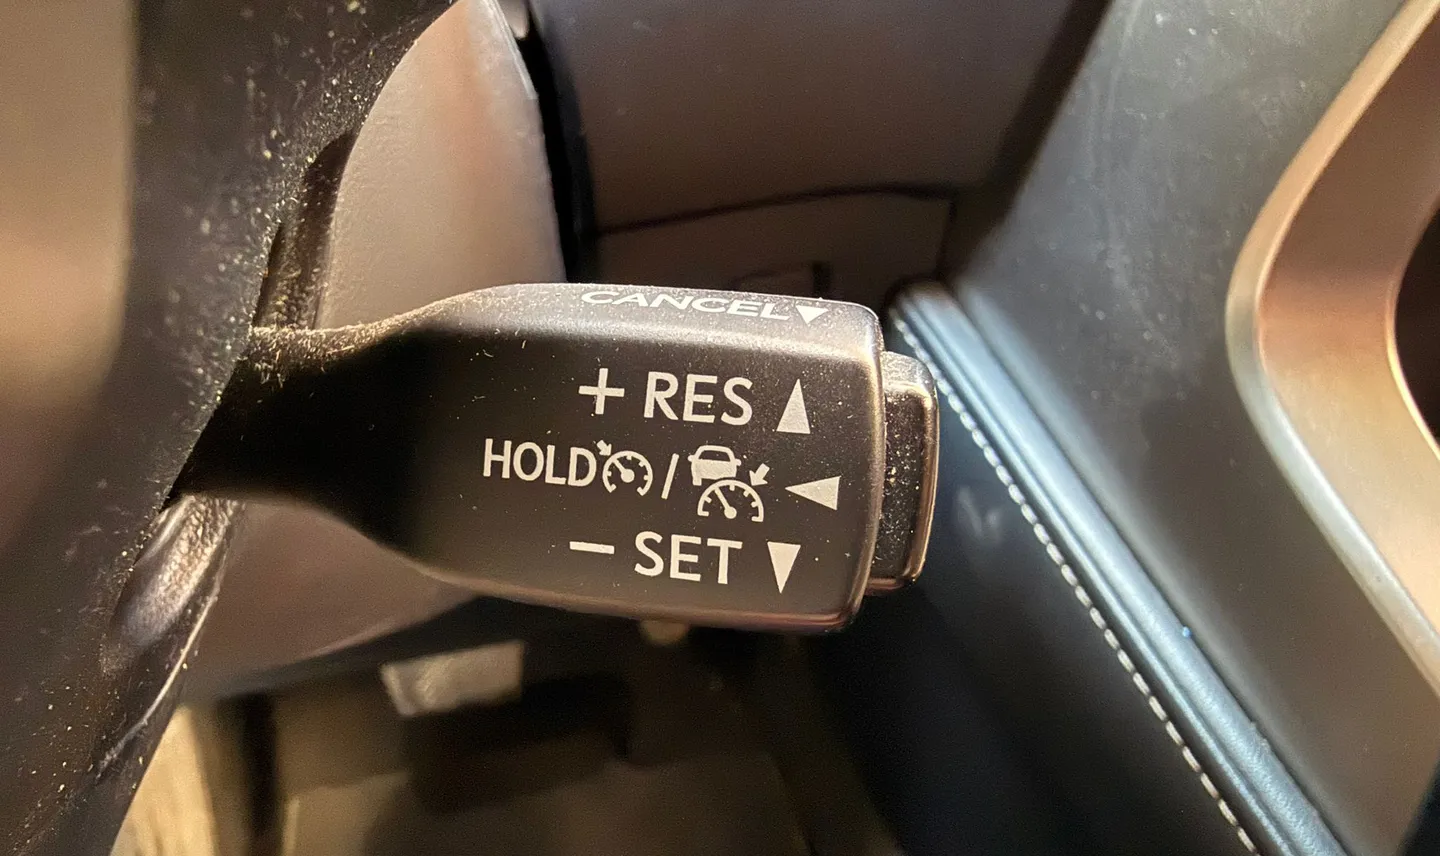 CANCEL▼
+ RES ▲
HOLD / ◀
− SET ▼